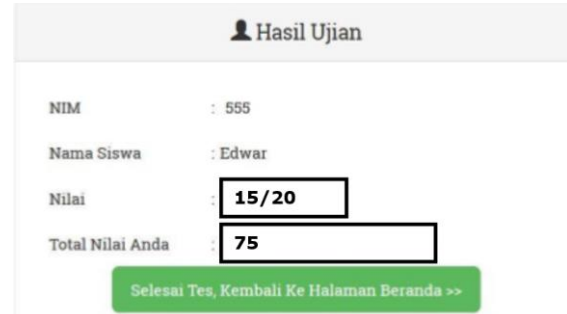 Hasil Ujian
NIM : 555
Nama Siswa : Edwar
Nilai : 15/20
Total Nilai Anda : 75
Selesai Tes, Kembali Ke Halaman Beranda >>